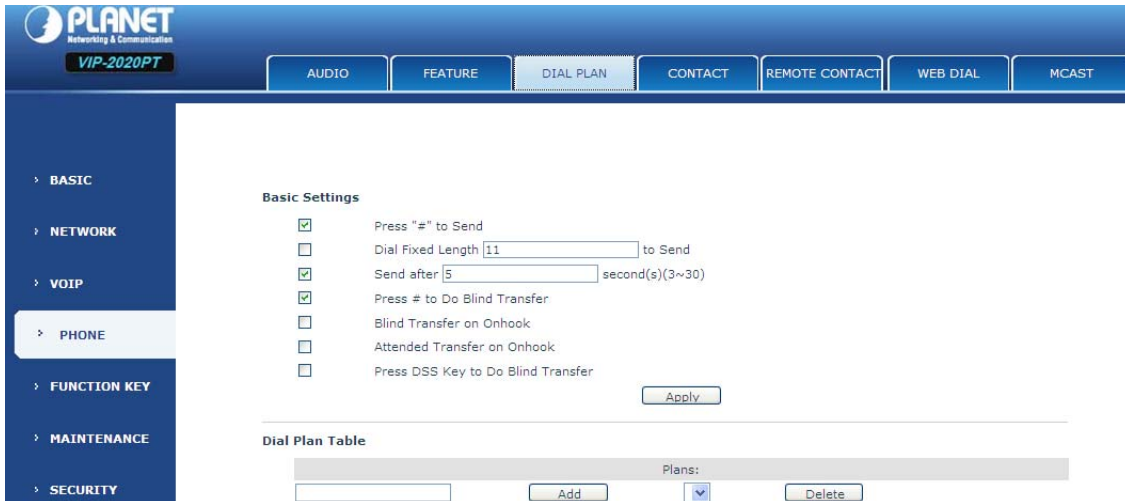 PLANET
Networking & Communication
VIP-2020PT
AUDIO
FEATURE
DIAL PLAN
CONTACT
REMOTE CONTACT
WEB DIAL
MCAST
› BASIC
› NETWORK
› VOIP
› PHONE
› FUNCTION KEY
› MAINTENANCE
› SECURITY
Basic Settings
Press "#" to Send
Dial Fixed Length 11 to Send
Send after 5 second(s)(3~30)
Press # to Do Blind Transfer
Blind Transfer on Onhook
Attended Transfer on Onhook
Press DSS Key to Do Blind Transfer
Apply
Dial Plan Table
Plans:
Add Delete